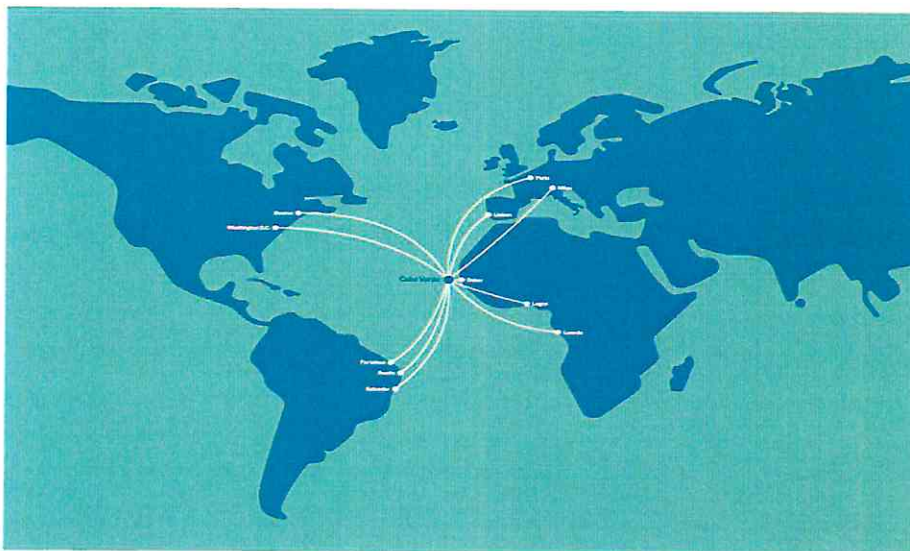 Paris
Milan
Boston
Lisbon
Washington D.C.
Cabo Verde
Dakar
Lagos
Luanda
Fortaleza
Recife
Salvador